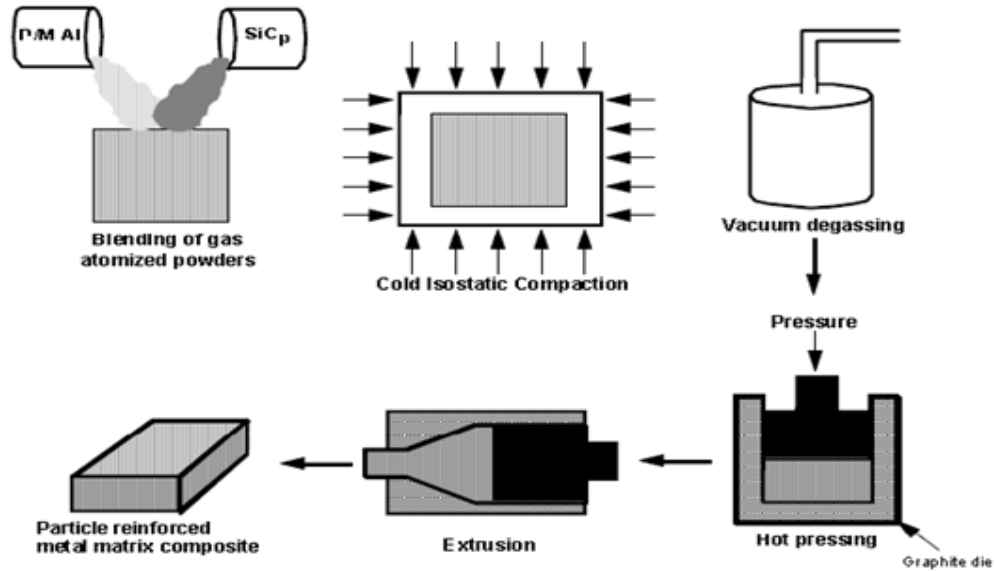 P/M Al
SiCp
Blending of gas
atomized powders
Cold Isostatic Compaction
Vacuum degassing
Pressure
Particle reinforced
metal matrix composite
Extrusion
Hot pressing
Graphite die